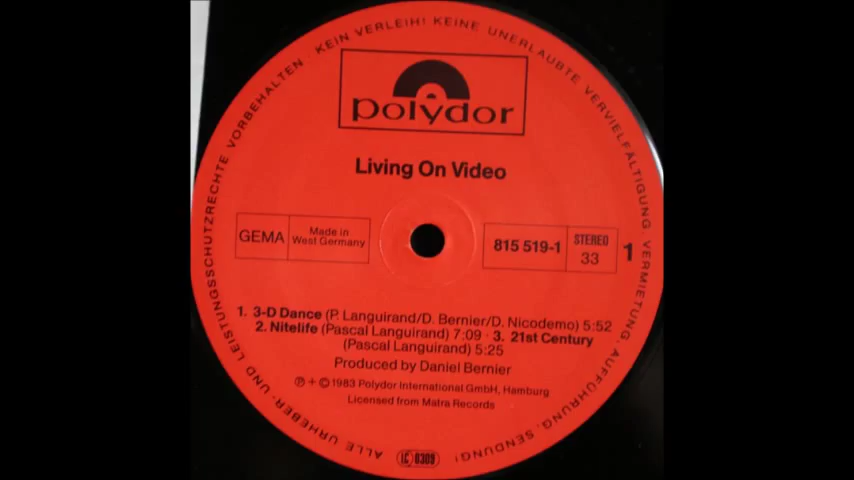 ALLE URHEBER- UND LEISTUNGSSCHUTZRECHTE VORBEHALTEN · KEIN VERLEIH! KEINE UNERLAUBTE VERVIELFÄLTIGUNG, VERMIETUNG, AUFFÜHRUNG, SENDUNG!
polydor
Living On Video
GEMA
Made in
West Germany
815 519-1
STEREO
33
1
1. 3-D Dance (P. Languirand/D. Bernier/D. Nicodemo) 5:52
2. Nitelife (Pascal Languirand) 7:09 · 3. 21st Century
(Pascal Languirand) 5:25
Produced by Daniel Bernier
℗ + © 1983 Polydor International GmbH, Hamburg
Licensed from Matra Records
LC 0309